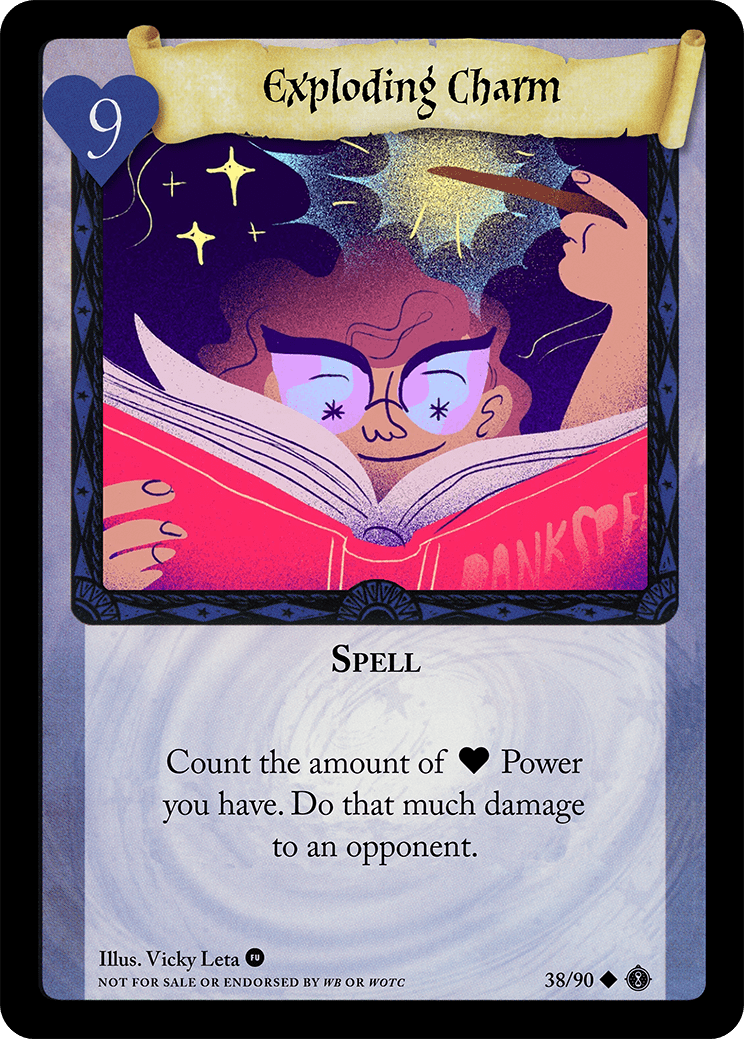 Exploding Charm
9
SPELL
Count the amount of ♥ Power
you have. Do that much damage
to an opponent.
Illus. Vicky Leta FU
NOT FOR SALE OR ENDORSED BY WB OR WOTC
38/90